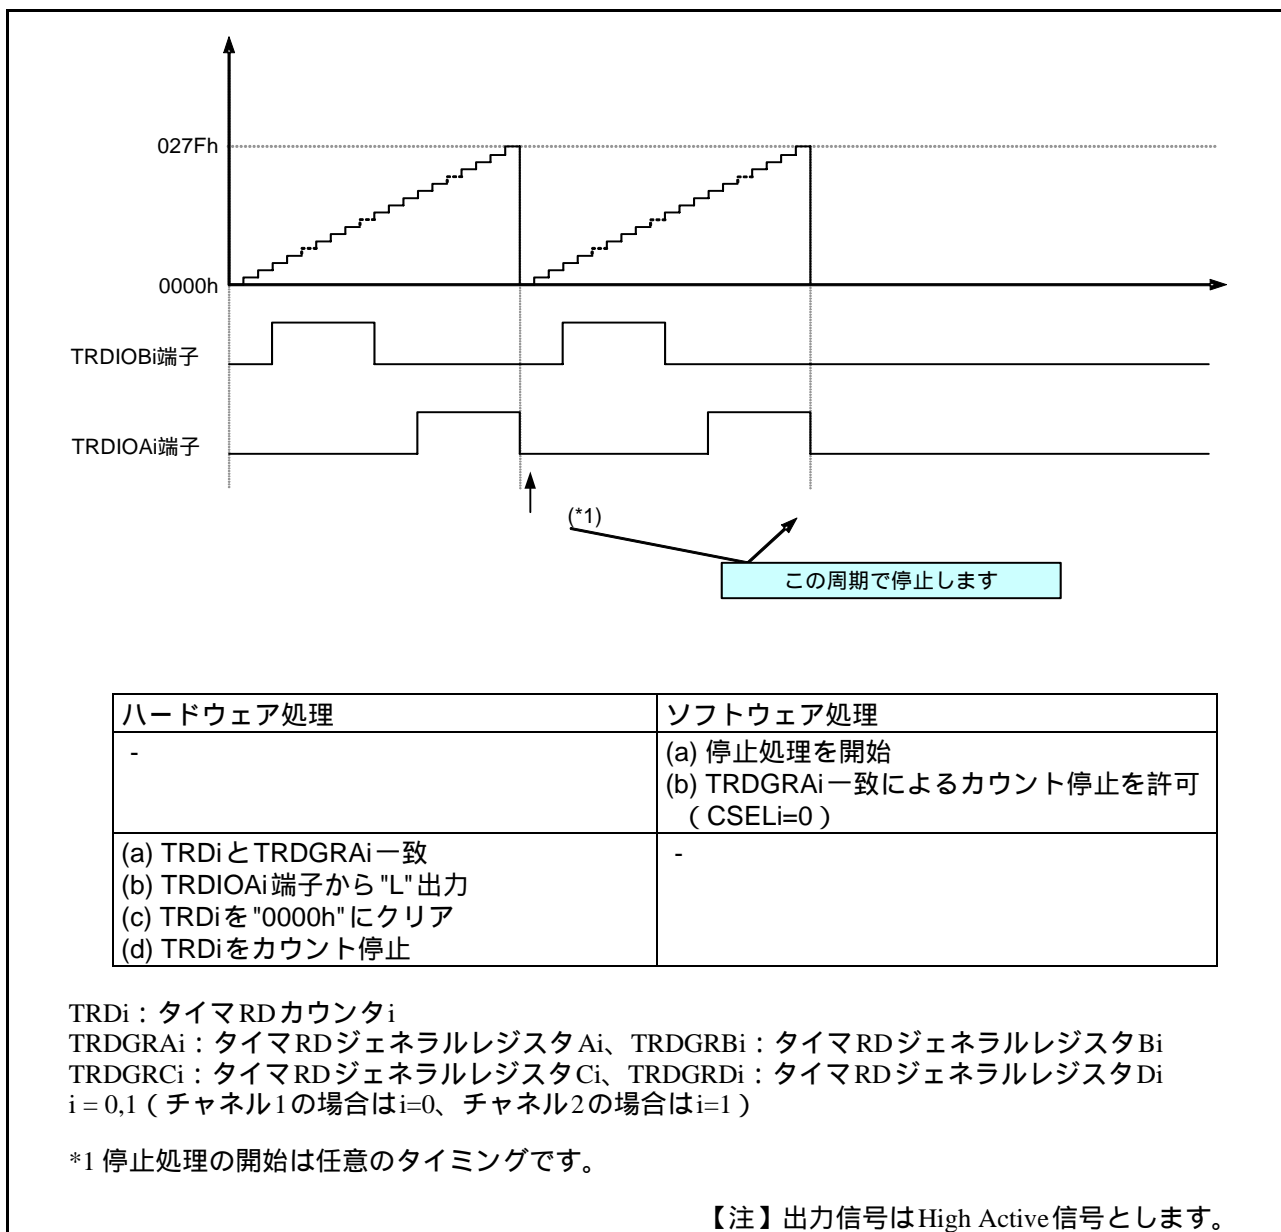 027Fh
0000h
TRDIOBi端子
TRDIOAi端子
(*1)
この周期で停止します
ハードウェア処理
ソフトウェア処理
-
(a) 停止処理を開始
(b) TRDGRAi一致によるカウント停止を許可
（CSELi=0）
(a) TRDiとTRDGRAi一致
(b) TRDIOAi端子から"L"出力
(c) TRDiを"0000h"にクリア
(d) TRDiをカウント停止
-
TRDi：タイマRDカウンタi
TRDGRAi：タイマRDジェネラルレジスタAi、TRDGRBi：タイマRDジェネラルレジスタBi
TRDGRCi：タイマRDジェネラルレジスタCi、TRDGRDi：タイマRDジェネラルレジスタDi
i = 0,1（チャネル1の場合はi=0、チャネル2の場合はi=1）
*1 停止処理の開始は任意のタイミングです。
【注】出力信号はHigh Active信号とします。